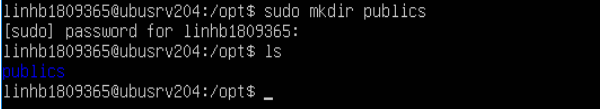 linhb1809365@ubusrv204:/opt$ sudo mkdir publics
[sudo] password for linhb1809365:
linhb1809365@ubusrv204:/opt$ ls
publics
linhb1809365@ubusrv204:/opt$ _